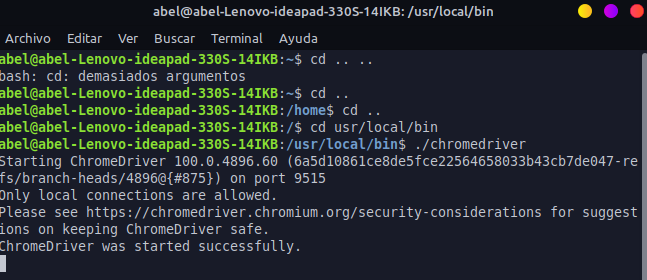 abel@abel-Lenovo-ideapad-330S-14IKB: /usr/local/bin
Archivo Editar Ver Buscar Terminal Ayuda
abel@abel-Lenovo-ideapad-330S-14IKB:~$ cd .. ..
bash: cd: demasiados argumentos
abel@abel-Lenovo-ideapad-330S-14IKB:~$ cd ..
abel@abel-Lenovo-ideapad-330S-14IKB:/home$ cd ..
abel@abel-Lenovo-ideapad-330S-14IKB:/$ cd usr/local/bin
abel@abel-Lenovo-ideapad-330S-14IKB:/usr/local/bin$ ./chromedriver
Starting ChromeDriver 100.0.4896.60 (6a5d10861ce8de5fce22564658033b43cb7de047-re
fs/branch-heads/4896@{#875}) on port 9515
Only local connections are allowed.
Please see https://chromedriver.chromium.org/security-considerations for suggest
ions on keeping ChromeDriver safe.
ChromeDriver was started successfully.